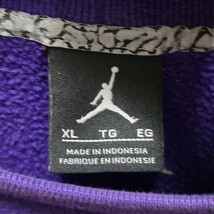 XL TG EG
MADE IN INDONESIA
FABRIQUE EN INDONESIE